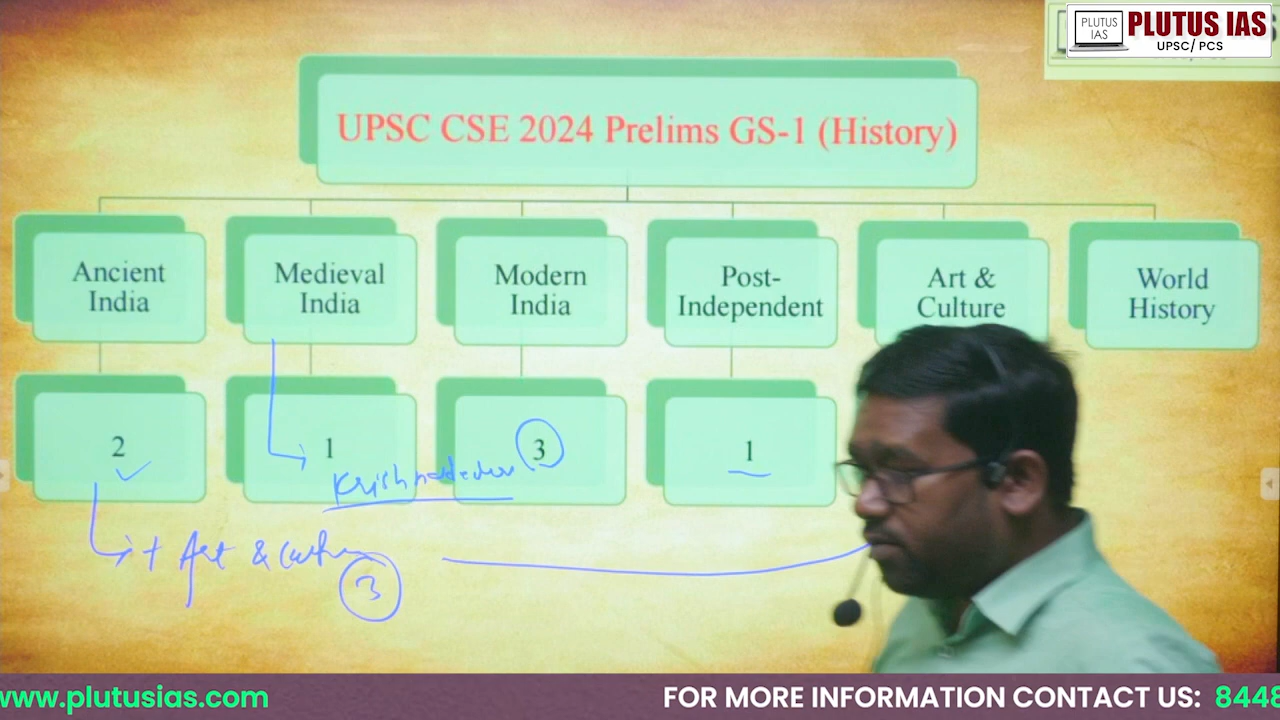 PLUTUS IAS
PLUTUS IAS
UPSC/ PCS
UPSC CSE 2024 Prelims GS-1 (History)
Ancient India
Medieval India
Modern India
Post-Independent
Art & Culture
World History
2
1
3
1
+ Art & Culture
3
www.plutusias.com
FOR MORE INFORMATION CONTACT US: 8448